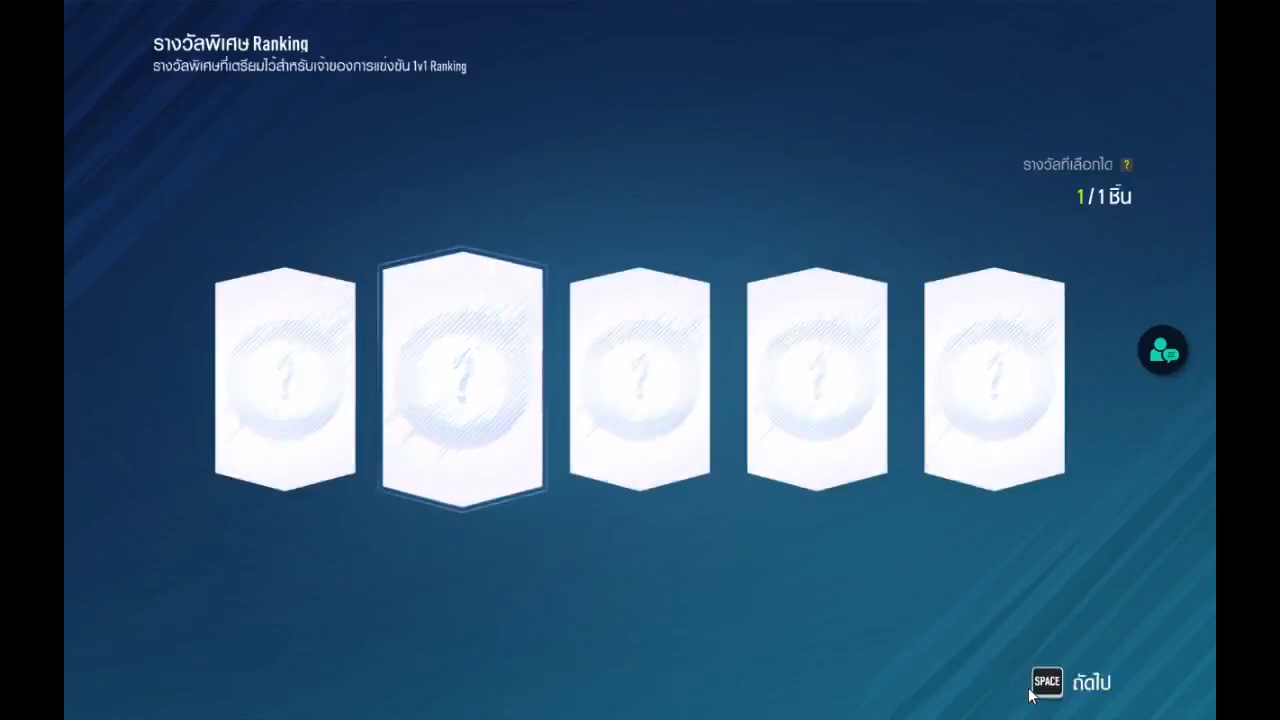 รางวัลพิเศษ Ranking
รางวัลพิเศษที่เตรียมไว้สำหรับเจ้าของการแข่งขัน 1v1 Ranking
รางวัลที่เลือกได้ ?
1 / 1 ชิ้น
?
?
?
?
?
SPACE ถัดไป